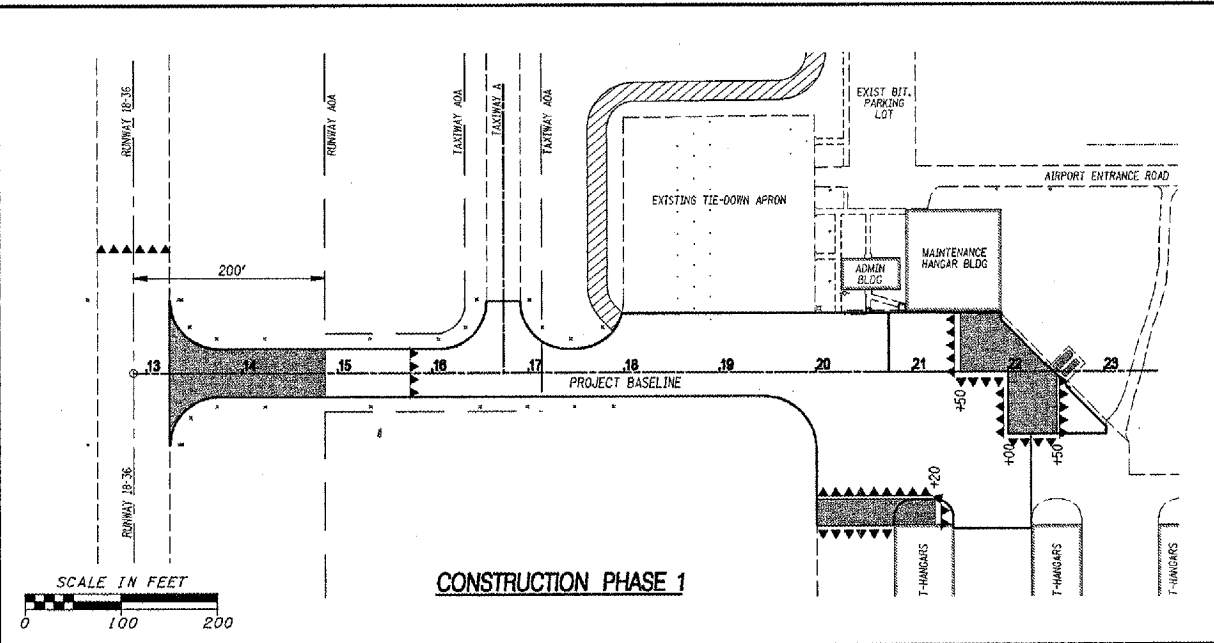 RUNWAY 18-36
RUNWAY AOA
TAXIWAY AOA
TAXIWAY A
TAXIWAY AOA
EXIST BIT.
PARKING
LOT
AIRPORT ENTRANCE ROAD
EXISTING TIE-DOWN APRON
MAINTENANCE
HANGAR BLDG
ADMIN
BLDG
200'
13
14
15
16
17
18
19
20
21
22
23
PROJECT BASELINE
+50
+00
+50
+20
RUNWAY 18-36
T-HANGARS
T-HANGARS
T-HANGARS
SCALE IN FEET
0 100 200
CONSTRUCTION PHASE 1